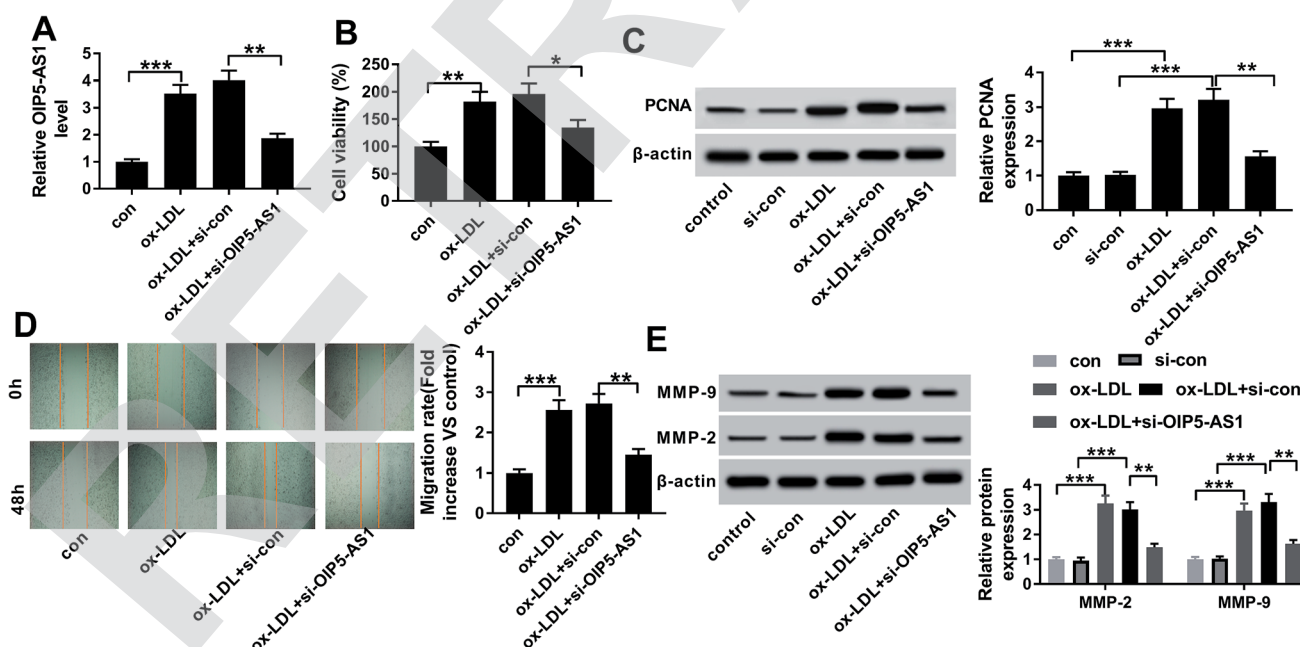 A
Relative OIP5-AS1
level
5
4
3
2
1
0
***
**
con
ox-LDL
ox-LDL+si-con
ox-LDL+si-OIP5-AS1
B
Cell viability (%)
250
200
150
100
50
0
**
*
con
ox-LDL
ox-LDL+si-con
ox-LDL+si-OIP5-AS1
C
PCNA
β-actin
control
si-con
ox-LDL
ox-LDL+si-con
ox-LDL+si-OIP5-AS1
Relative PCNA
expression
4
3
2
1
0
***
***
**
con
si-con
ox-LDL
ox-LDL+si-con
ox-LDL+si-OIP5-AS1
D
0h
48h
con
ox-LDL
ox-LDL+si-con
ox-LDL+si-OIP5-AS1
Migration rate(Fold
increase VS control)
4
3
2
1
0
***
**
con
ox-LDL
ox-LDL+si-con
ox-LDL+si-OIP5-AS1
E
MMP-9
MMP-2
β-actin
control
si-con
ox-LDL
ox-LDL+si-con
ox-LDL+si-OIP5-AS1
con si-con
ox-LDL ox-LDL+si-con
ox-LDL+si-OIP5-AS1
Relative protein
expression
4
3
2
1
0
***
***
**
***
***
**
MMP-2 MMP-9